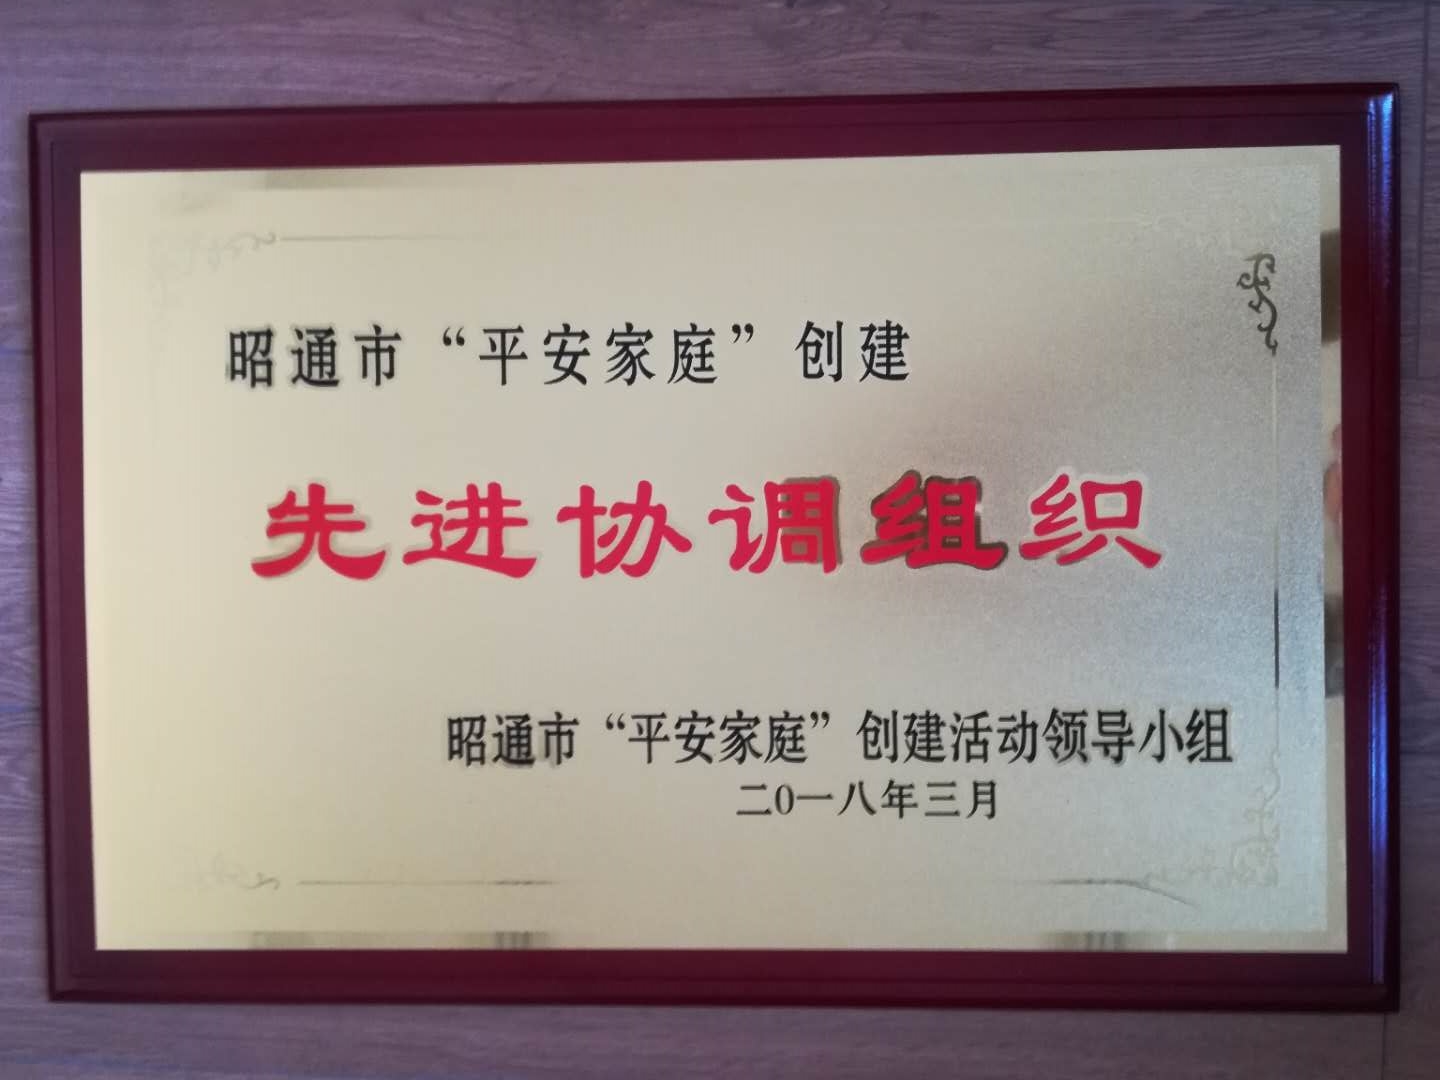 昭通市“平安家庭”创建
先进协调组织
昭通市“平安家庭”创建活动领导小组
二0一八年三月